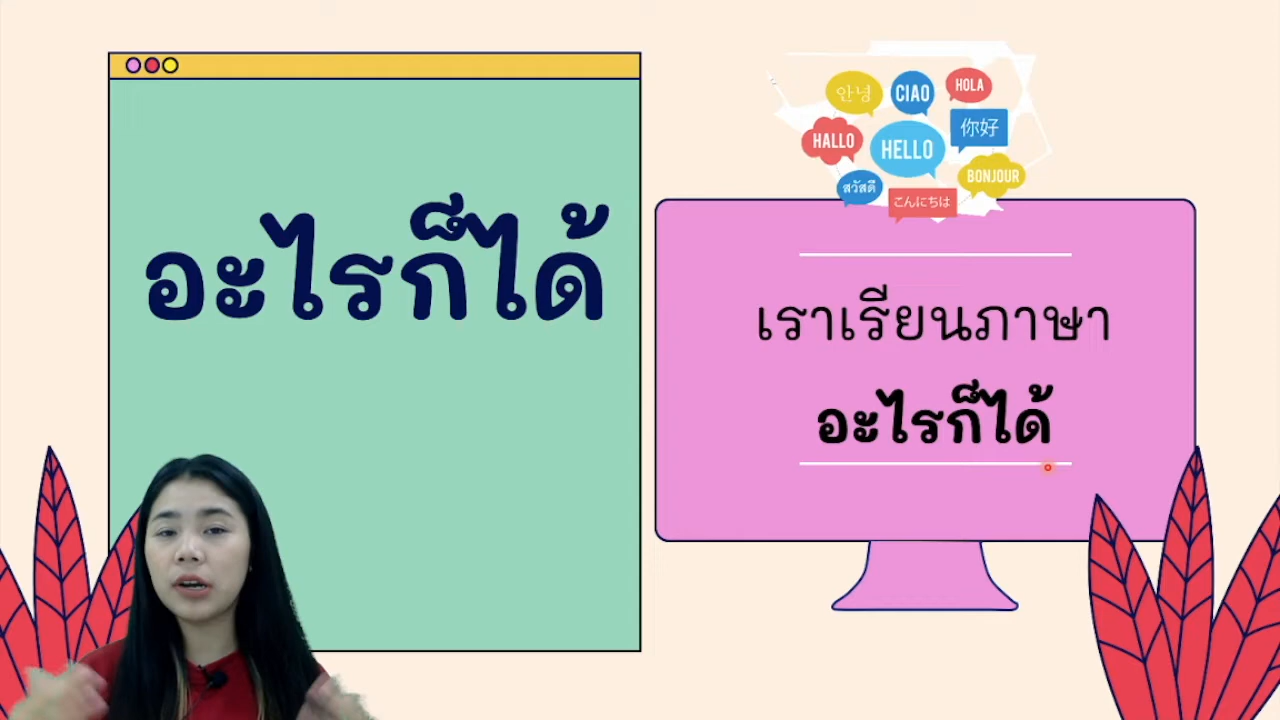 อะไรก็ได้
안녕
CIAO
HOLA
HALLO
HELLO
你好
สวัสดี
こんにちは
BONJOUR
เราเรียนภาษา
อะไรก็ได้